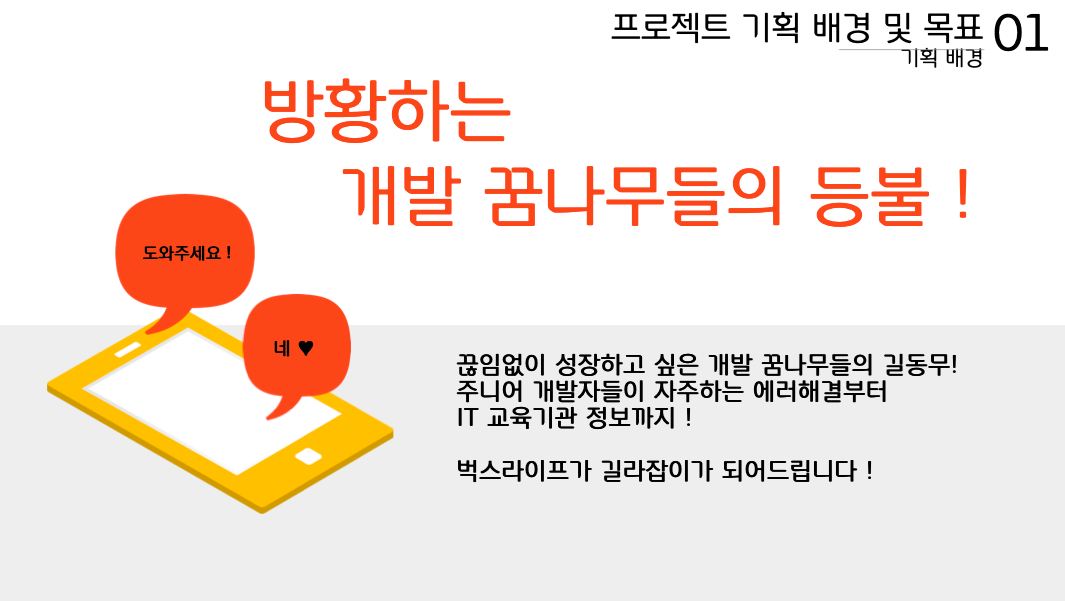 프로젝트 기획 배경 및 목표 01
기획 배경
방황하는
개발 꿈나무들의 등불 !
도와주세요 !
네 ♥
끊임없이 성장하고 싶은 개발 꿈나무들의 길동무!
주니어 개발자들이 자주하는 에러해결부터
IT 교육기관 정보까지 !
벅스라이프가 길라잡이가 되어드립니다 !